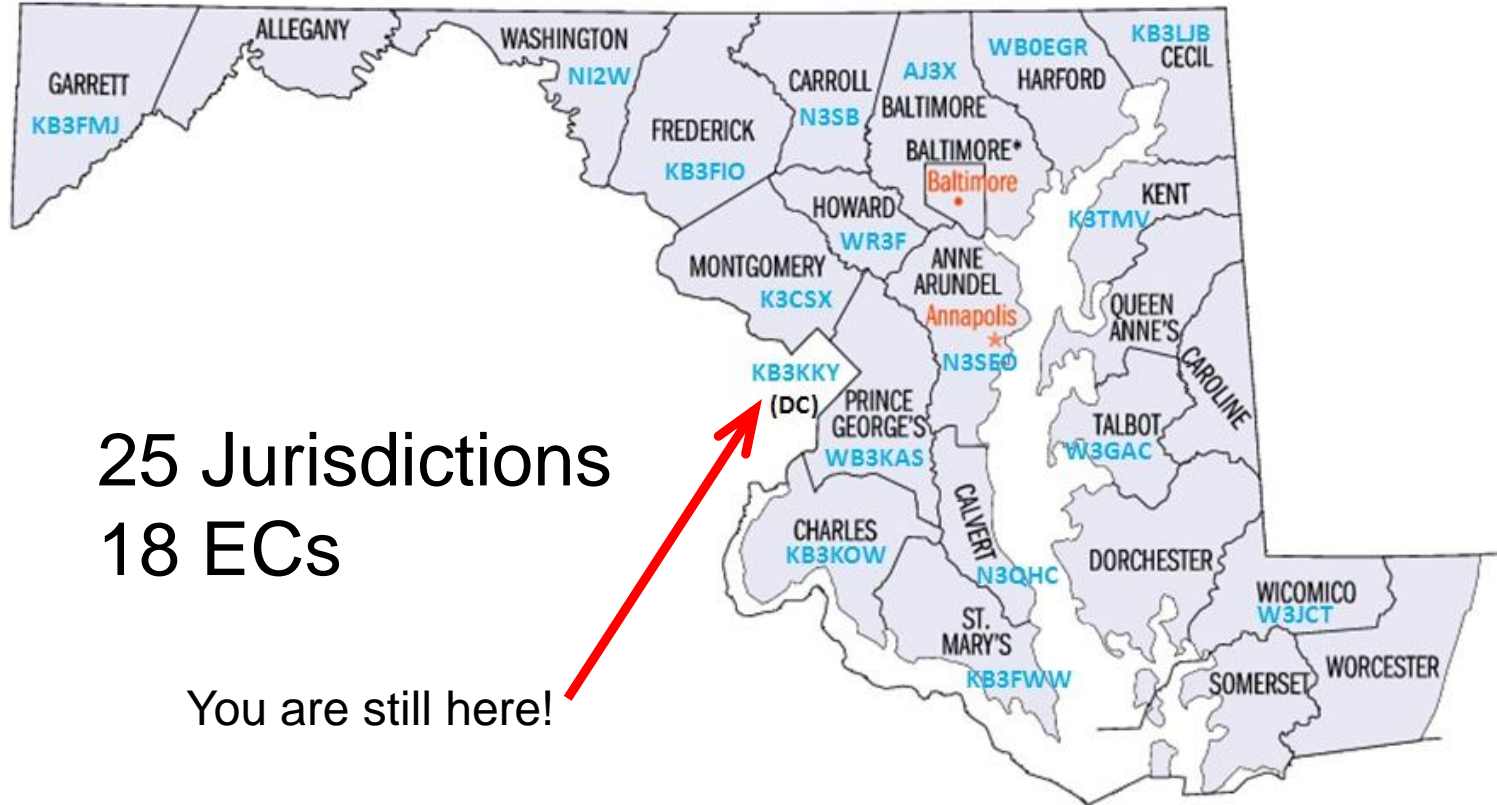 ALLEGANY
WASHINGTON
NI2W
GARRETT
KB3FMJ
FREDERICK
KB3FIO
CARROLL
N3SB
AJ3X
BALTIMORE
BALTIMORE*
Baltimore
WB0EGR
HARFORD
KB3LJB
CECIL
HOWARD
WR3F
KENT
K3TMV
MONTGOMERY
K3CSX
ANNE
ARUNDEL
Annapolis
N3SEO
QUEEN
ANNE'S
CAROLINE
KB3KKY
(DC)
PRINCE
GEORGE'S
WB3KAS
TALBOT
W3GAC
25 Jurisdictions
18 ECs
CHARLES
KB3KOW
CALVERT
N3QHC
DORCHESTER
WICOMICO
W3JCT
ST.
MARY'S
KB3FWW
SOMERSET
WORCESTER
You are still here!